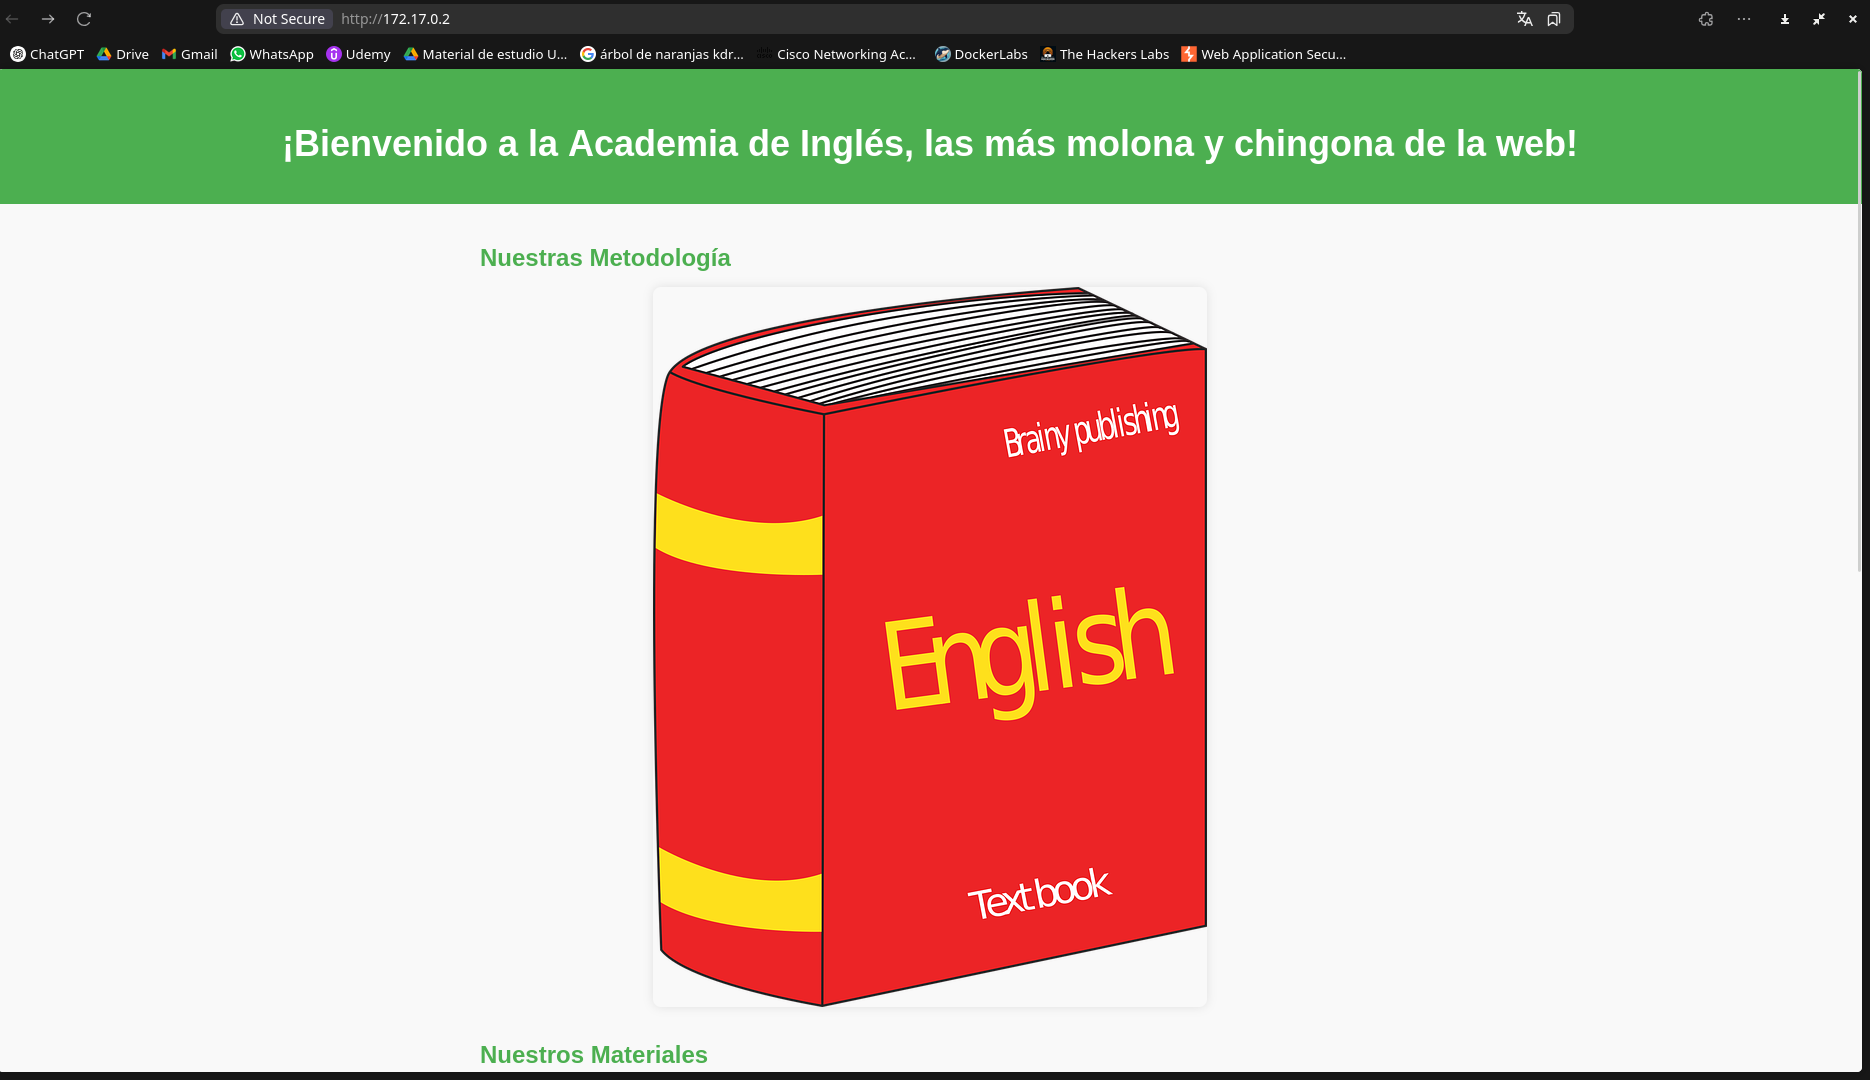 Not Secure http://172.17.0.2
ChatGPT Drive Gmail WhatsApp Udemy Material de estudio U... árbol de naranjas kdr... Cisco Networking Ac... DockerLabs The Hackers Labs Web Application Secu...
¡Bienvenido a la Academia de Inglés, las más molona y chingona de la web!
Nuestras Metodología
Brainy publishing
English
Text book
Nuestros Materiales